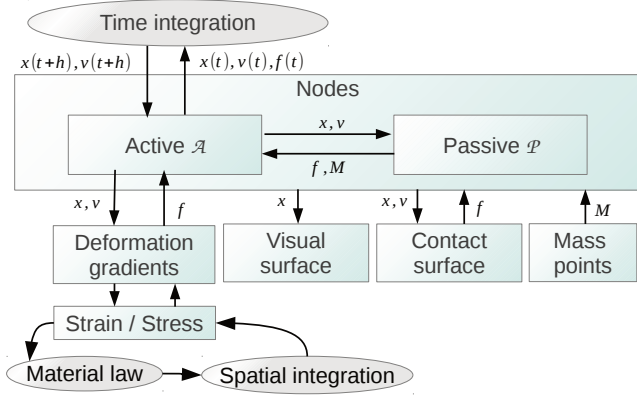 Time integration
x(t+h),v(t+h)
x(t),v(t),f(t)
Nodes
Active 𝒜
x,v
Passive 𝒫
f,M
x,v
f
x
x,v
f
M
Deformation
gradients
Visual
surface
Contact
surface
Mass
points
Strain / Stress
Material law
Spatial integration